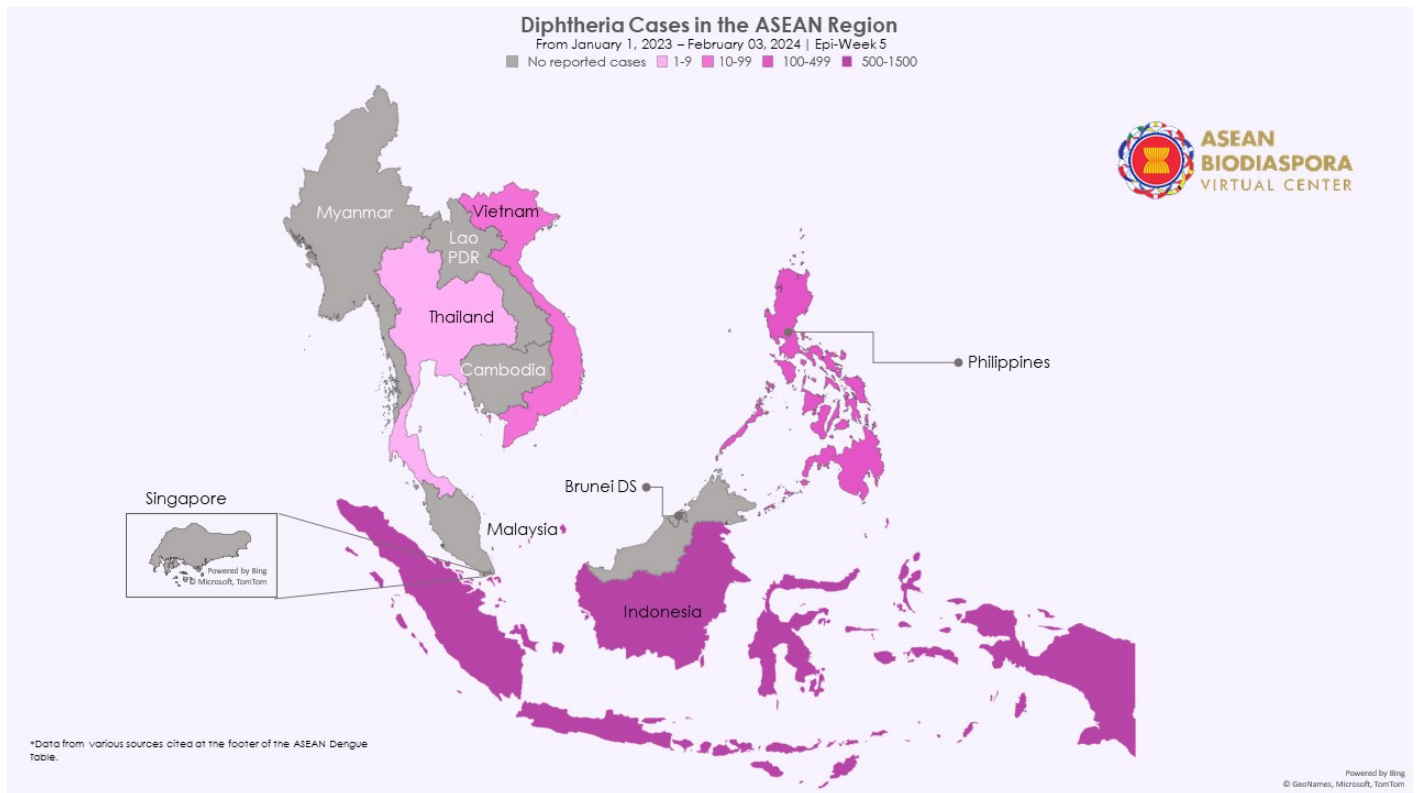 Diphtheria Cases in the ASEAN Region
From January 1, 2023 – February 03, 2024 | Epi-Week 5
No reported cases 1-9 10-99 100-499 500-1500
ASEAN
BIODIASPORA
VIRTUAL CENTER
Myanmar
Vietnam
Lao
PDR
Thailand
Cambodia
Philippines
Brunei DS
Singapore
Malaysia
Powered by Bing
© Microsoft, TomTom
Indonesia
*Data from various sources cited at the footer of the ASEAN Dengue
Table.
Powered by Bing
© GeoNames, Microsoft, TomTom